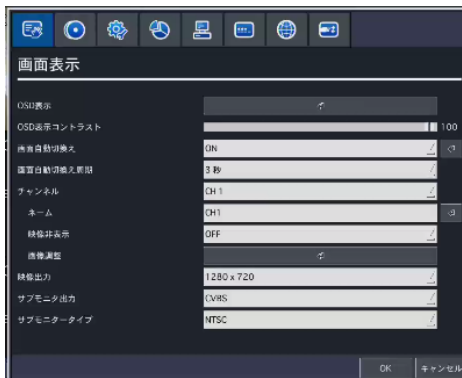 画面表示
OSD表示
OSD表示コントラスト 100
画面自動切換え ON
画面自動切換え周期 3 秒
チャンネル CH 1
ネーム CH1
映像非表示 OFF
画像調整
映像出力 1280 x 720
サブモニタ出力 CVBS
サブモニタータイプ NTSC
OK キャンセル